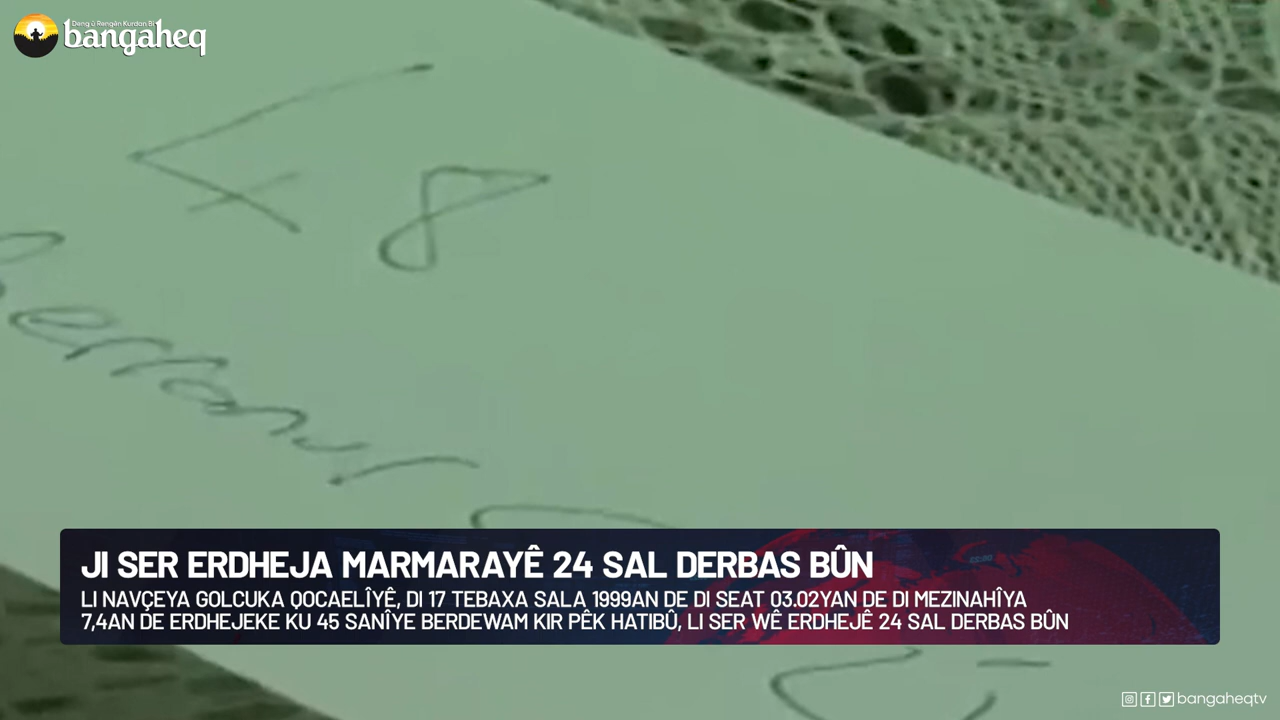 Deng û Rengên Kurdan Bi
bangaheq
JI SER ERDHEJA MARMARAYÊ 24 SAL DERBAS BÛN
LI NAVÇEYA GOLCUKA QOCAELÎYÊ, DI 17 TEBAXA SALA 1999AN DE DI SEAT 03.02YAN DE DI MEZINAHÎYA
7,4AN DE ERDHEJEKE KU 45 SANÎYE BERDEWAM KIR PÊK HATIBÛ, LI SER WÊ ERDHEJÊ 24 SAL DERBAS BÛN
bangaheqtv